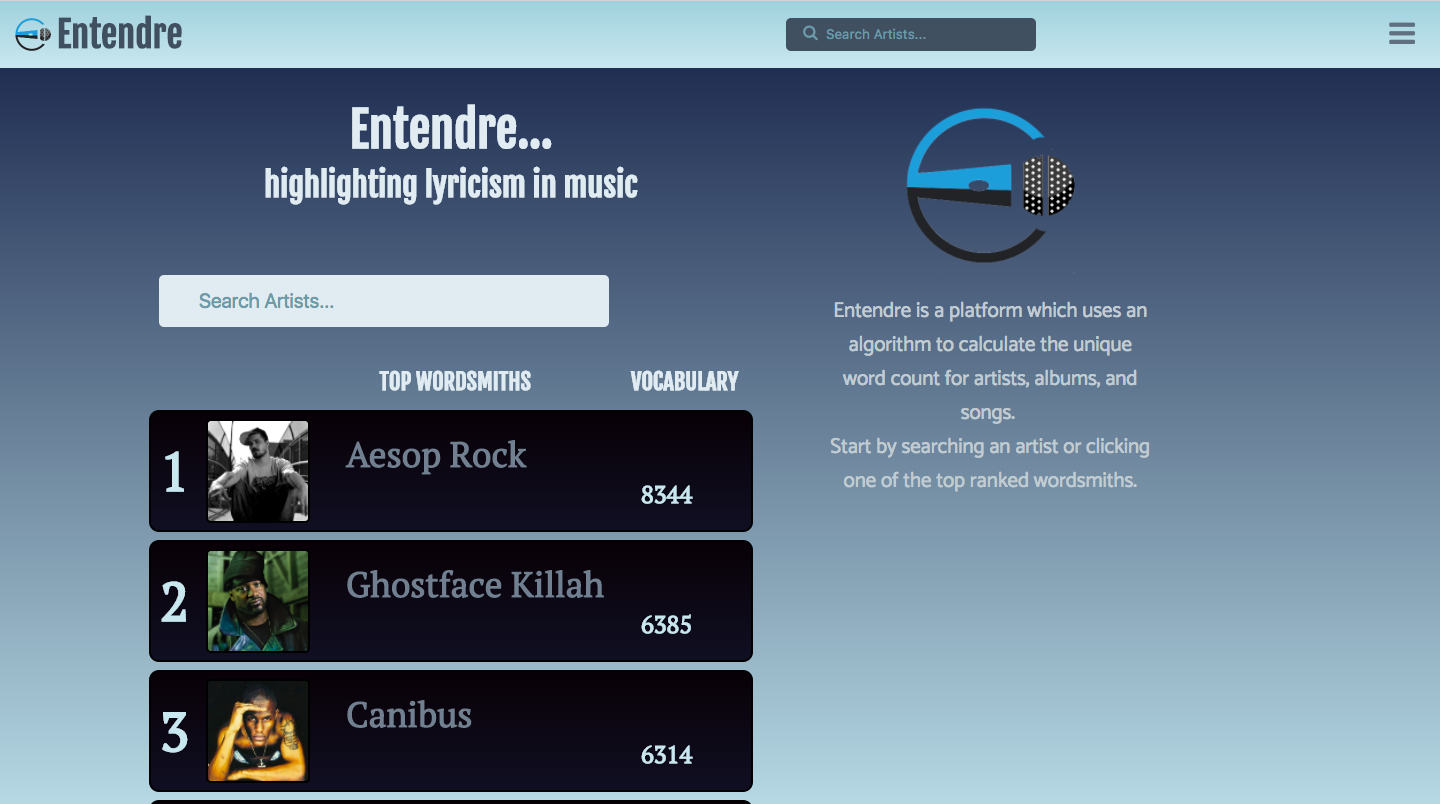 Entendre
Search Artists...
Entendre...
highlighting lyricism in music
Search Artists...
TOP WORDSMITHS VOCABULARY
1 Aesop Rock
8344
2 Ghostface Killah
6385
3 Canibus
6314
Entendre is a platform which uses an
algorithm to calculate the unique
word count for artists, albums, and
songs.
Start by searching an artist or clicking
one of the top ranked wordsmiths.